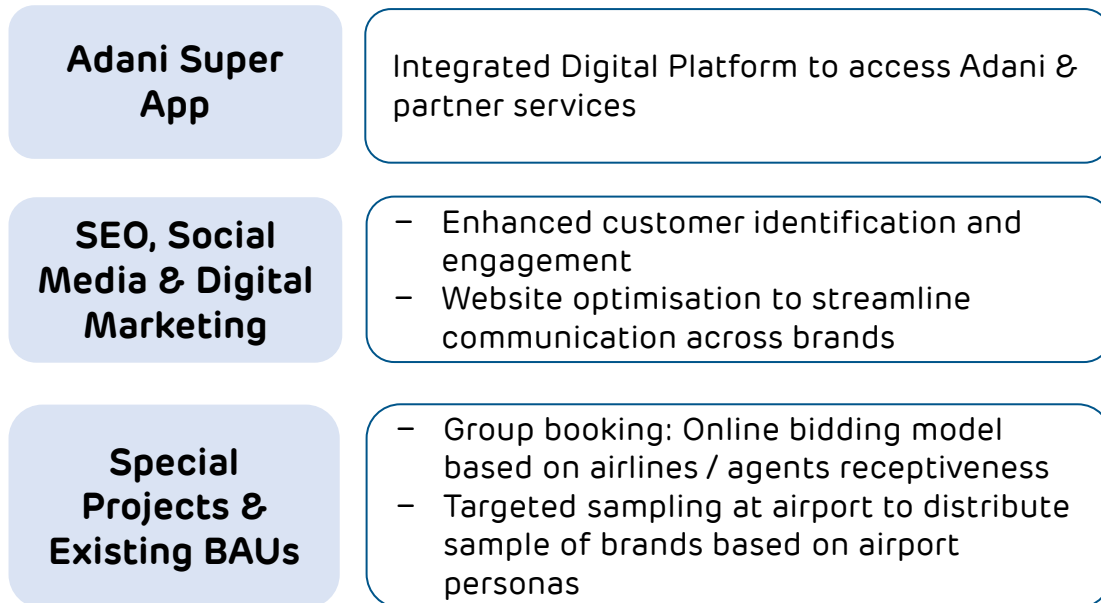 Adani Super
App
Integrated Digital Platform to access Adani &
partner services
SEO, Social
Media & Digital
Marketing
– Enhanced customer identification and
engagement
– Website optimisation to streamline
communication across brands
Special
Projects &
Existing BAUs
– Group booking: Online bidding model
based on airlines / agents receptiveness
– Targeted sampling at airport to distribute
sample of brands based on airport
personas